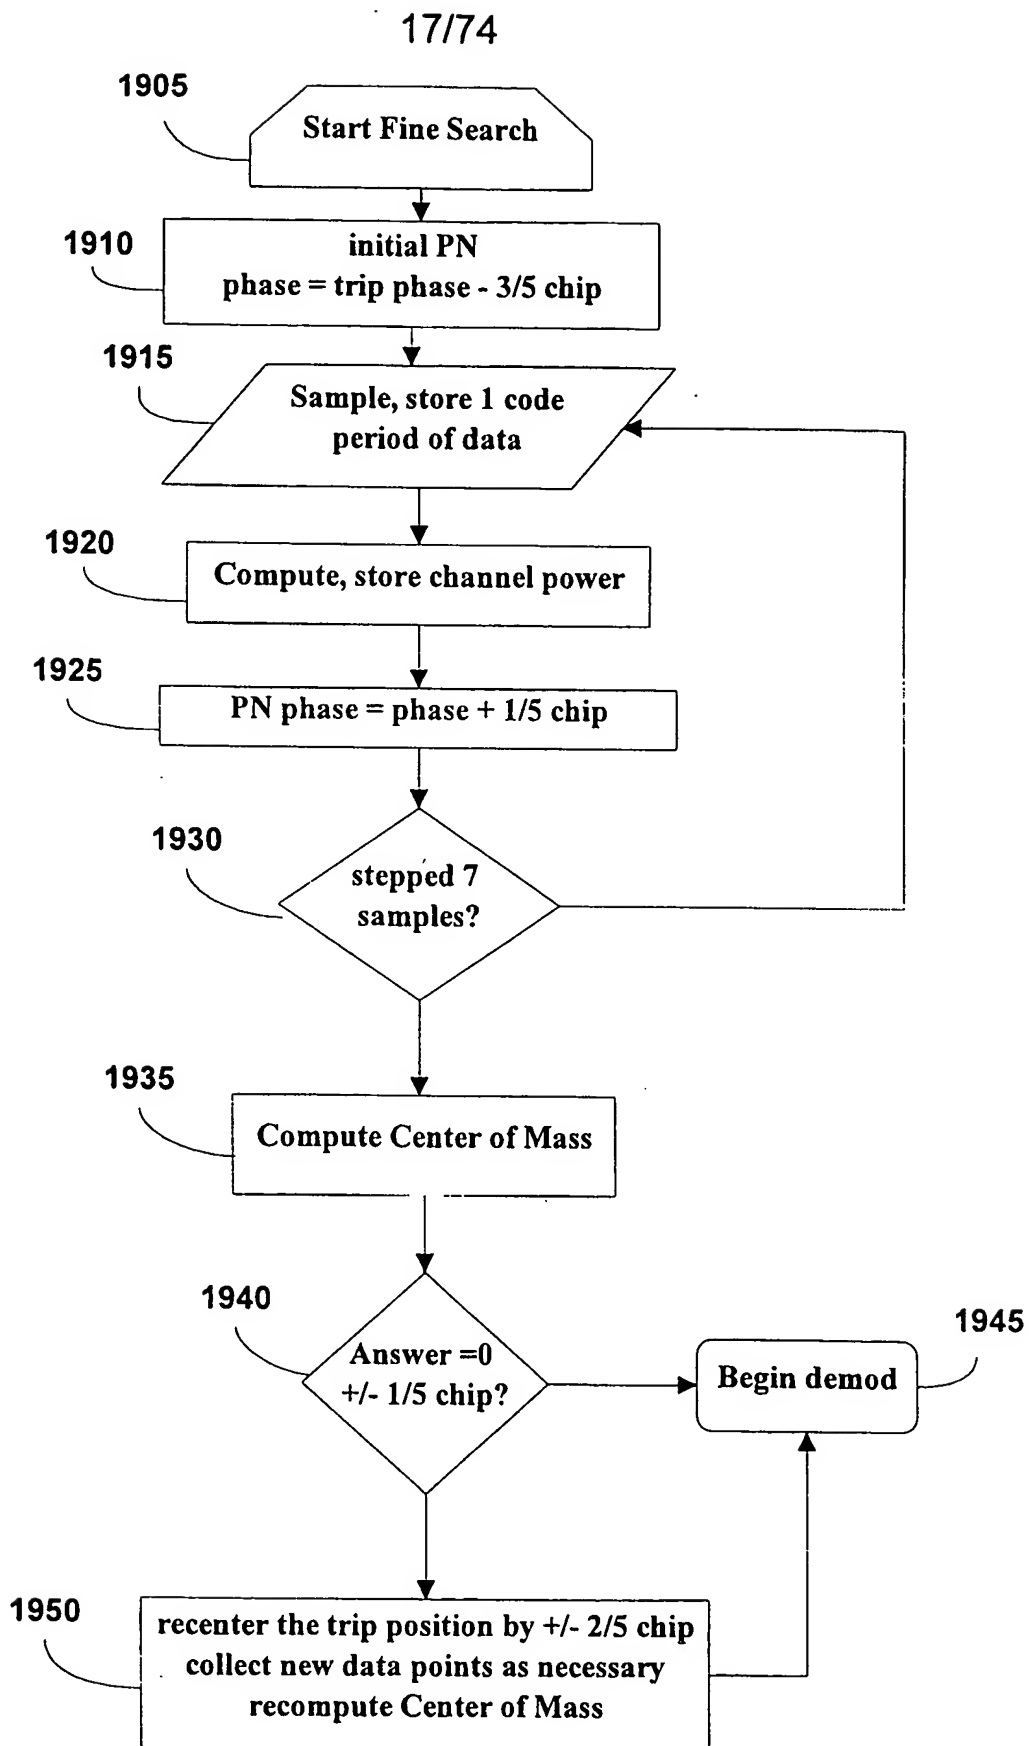 17/74
1905
Start Fine Search
1910
initial PN
phase = trip phase - 3/5 chip
1915
Sample, store 1 code
period of data
1920
Compute, store channel power
1925
PN phase = phase + 1/5 chip
1930
stepped 7
samples?
1935
Compute Center of Mass
1940
Answer =0
+/- 1/5 chip?
1945
Begin demod
1950
recenter the trip position by +/- 2/5 chip
collect new data points as necessary
recompute Center of Mass